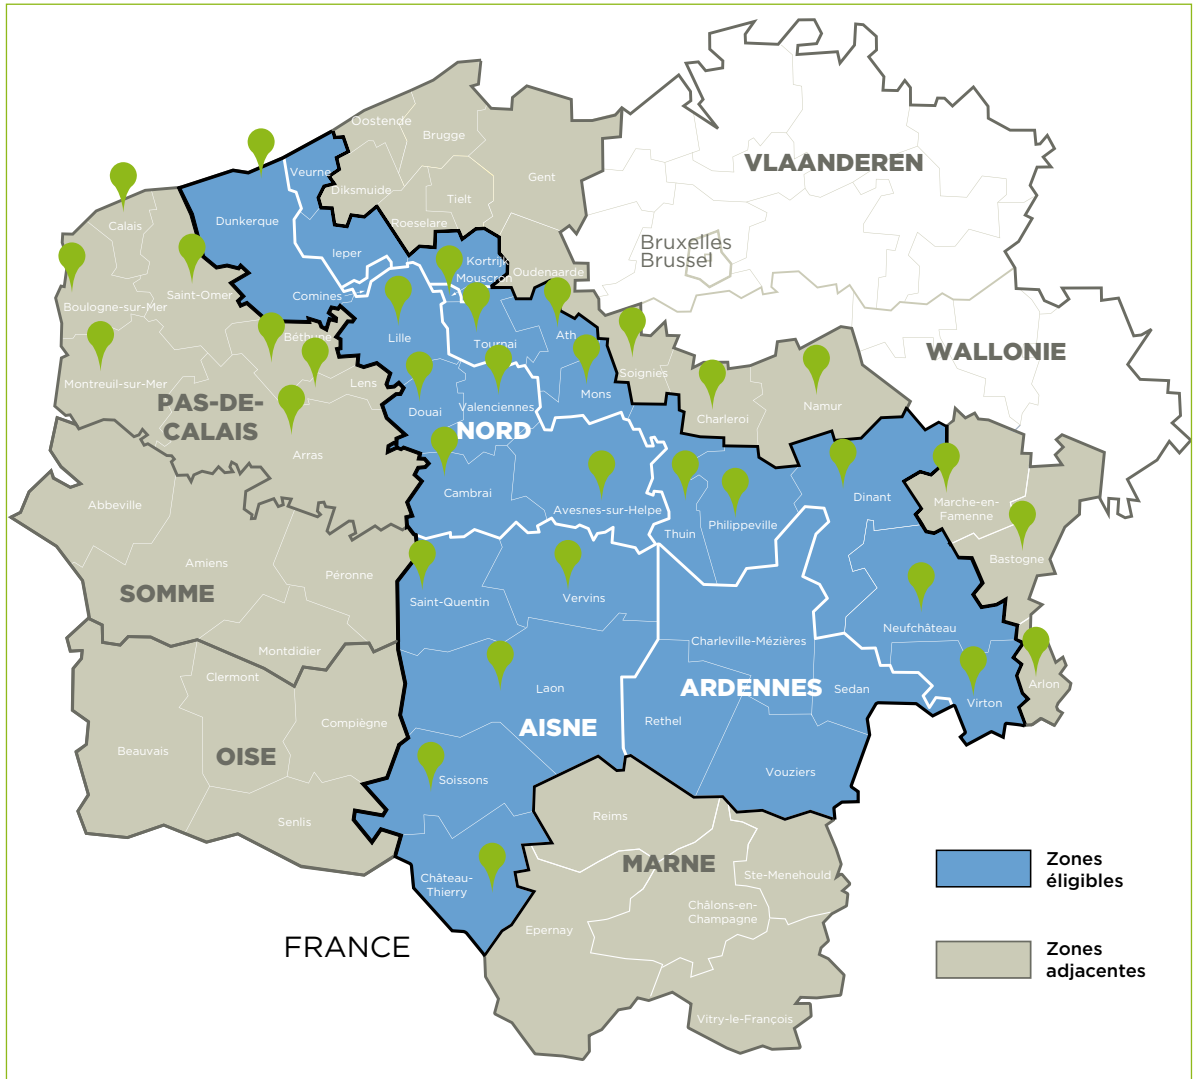 Oostende
Brugge
Gent
VLAANDEREN
Veurne
Diksmuide
Tielt
Calais
Dunkerque
Roeselare
Ieper
Bruxelles
Brussel
Kortrijk
Mouscron
Oudenaarde
Saint-Omer
Comines
Boulogne-sur-Mer
Béthune
Lille
Tournai
Ath
WALLONIE
Montreuil-sur-Mer
Lens
Soignies
Mons
Namur
PAS-DE-
CALAIS
Douai
Valenciennes
Charleroi
NORD
Arras
Abbeville
Cambrai
Avesnes-sur-Helpe
Dinant
Marche-en-
Famenne
Thuin
Philippeville
Amiens
Péronne
Bastogne
SOMME
Saint-Quentin
Vervins
Neufchâteau
Montdidier
Charleville-Mézières
Clermont
Laon
ARDENNES
Sedan
Arlon
Virton
Compiègne
AISNE
Rethel
Beauvais
OISE
Soissons
Vouziers
Senlis
Reims
MARNE
Ste-Menehould
Château-
Thierry
Châlons-en-
Champagne
Epernay
FRANCE
Vitry-le-François
Zones
éligibles
Zones
adjacentes